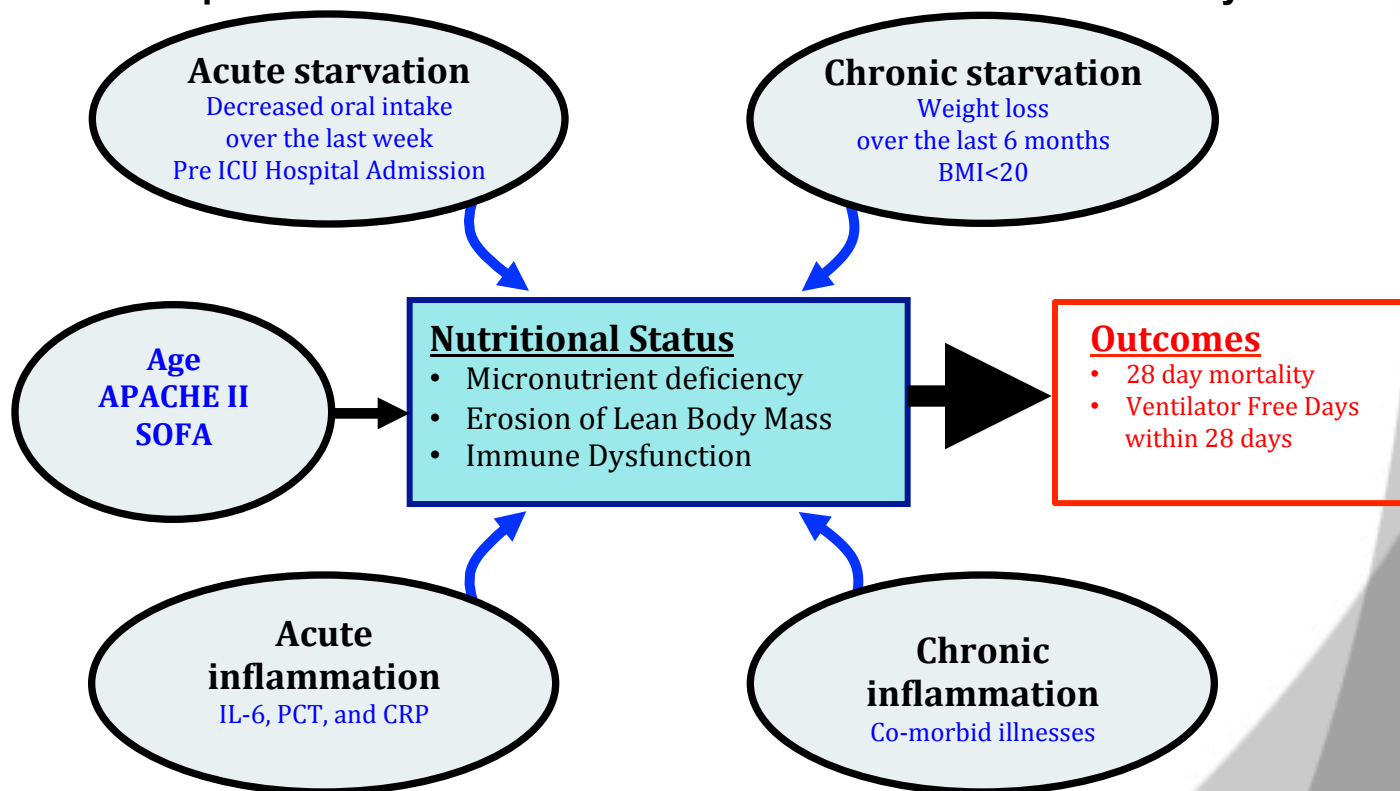 Acute starvation
Decreased oral intake
over the last week
Pre ICU Hospital Admission
Chronic starvation
Weight loss
over the last 6 months
BMI<20
Age
APACHE II
SOFA
Nutritional Status
• Micronutrient deficiency
• Erosion of Lean Body Mass
• Immune Dysfunction
Outcomes
• 28 day mortality
• Ventilator Free Days
within 28 days
Acute
inflammation
IL-6, PCT, and CRP
Chronic
inflammation
Co-morbid illnesses